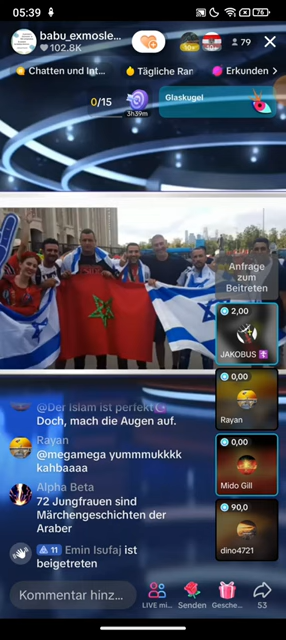 05:39
76
babu_exmosle...
102.8K
79
Chatten und Int...
Tägliche Ran
Erkunden
0/15
3h39m
Glaskugel
Anfrage
zum
Beitreten
2,00
JAKOBUS
0,00
Rayan
0,00
Mido Gill
90,0
dino4721
@Der Islam ist perfekt
Doch, mach die Augen auf.
Rayan
@megamega yummmukkkk
kahbaaaa
Alpha Beta
72 Jungfrauen sind
Märchengeschichten der
Araber
11 Emin Isufaj ist
beigetreten
Kommentar hinz...
LIVE mi...
Senden
Gesche...
53